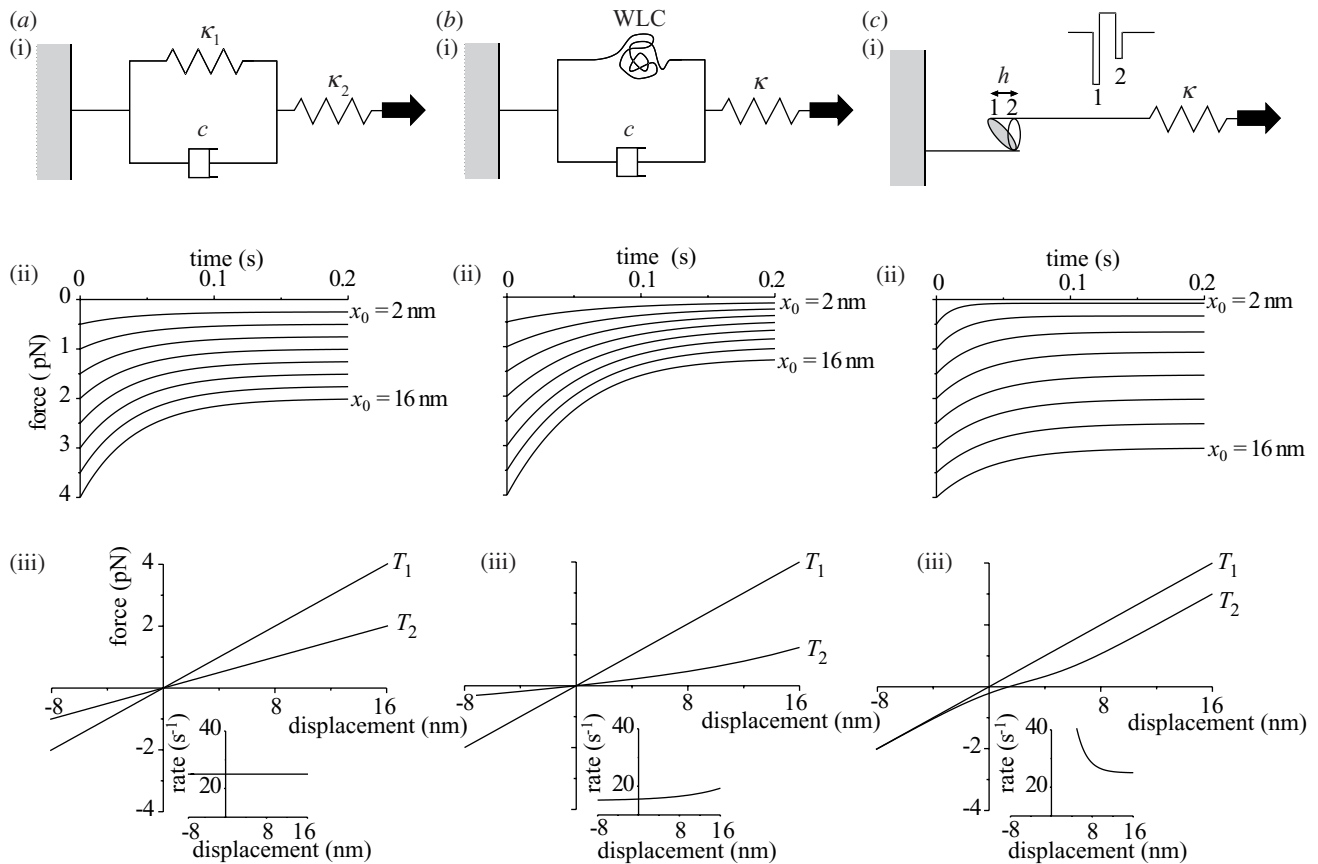 (a)
(i)
κ1
κ2
c
(b)
(i)
WLC
κ
c
(c)
(i)
h
1 2
1
2
κ
(ii)
time (s)
0 0.1 0.2
0
1
2
3
4
force ( pN)
x0 = 2 nm
x0 = 16 nm
(ii)
time (s)
0 0.1 0.2
x0 = 2 nm
x0 = 16 nm
(ii)
time (s)
0 0.1 0.2
x0 = 2 nm
x0 = 16 nm
(iii)
force (pN)
4
2
-2
-4
T1
T2
-8 8 16
displacement (nm)
rate (s-1)
40
20
-8 8 16
displacement (nm)
(iii)
T1
T2
-8 8 16
displacement (nm)
rate (s-1)
40
20
-8 8 16
displacement (nm)
(iii)
T1
T2
8 16
displacement (nm)
-2
-4
rate (s-1)
40
20
-8 8 16
displacement (nm)